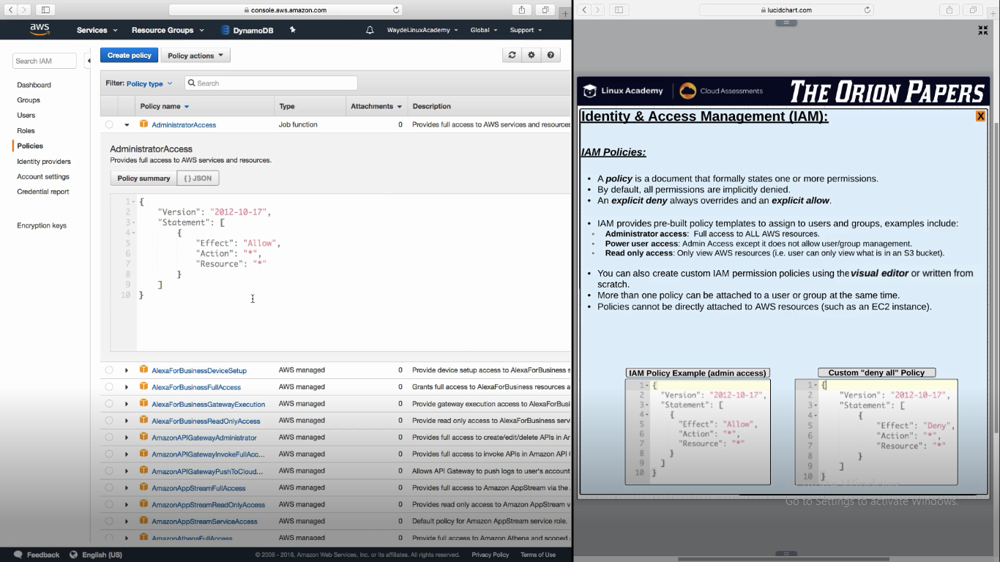 console.aws.amazon.com
aws
Services
Resource Groups
DynamoDB
WaydeLinuxAcademy
Global
Support
Search IAM
Dashboard
Groups
Users
Roles
Policies
Identity providers
Account settings
Credential report
Encryption keys
Create policy
Policy actions
Filter: Policy type
Search
Policy name Type Attachments Description
AdministratorAccess Job function 0 Provides full access to AWS services and resources
AdministratorAccess
Provides full access to AWS services and resources.
Policy summary
{ } JSON
1 {
2 "Version": "2012-10-17",
3 "Statement": [
4 {
5 "Effect": "Allow",
6 "Action": "*",
7 "Resource": "*"
8 }
9 ]
10 }
AlexaForBusinessDeviceSetup AWS managed 0 Provide device setup access to AlexaForBusiness s
AlexaForBusinessFullAccess AWS managed 0 Grants full access to AlexaForBusiness resources a
AlexaForBusinessGatewayExecution AWS managed 0 Provide gateway execution access to AlexaForBusi
AlexaForBusinessReadOnlyAccess AWS managed 0 Provide read only access to AlexaForBusiness serv
AmazonAPIGatewayAdministrator AWS managed 0 Provides full access to create/edit/delete APIs in Ar
AmazonAPIGatewayInvokeFullAcc... AWS managed 0 Provides full access to invoke APIs in Amazon API (
AmazonAPIGatewayPushToCloud... AWS managed 0 Allows API Gateway to push logs to user's account
AmazonAppStreamFullAccess AWS managed 0 Provides full access to Amazon AppStream via the
AmazonAppStreamReadOnlyAccess AWS managed 0 Provides read only access to Amazon AppStream v
AmazonAppStreamServiceAccess AWS managed 0 Default policy for Amazon AppStream service role.
AmazonAthenaFullAccess AWS managed 0 Provide full access to Amazon Athena and scoped
Feedback
English (US)
© 2008 - 2018, Amazon Web Services, Inc. or its affiliates. All rights reserved.
Privacy Policy
Terms of Use
lucidchart.com
Linux Academy
Cloud Assessments
THE ORION PAPERS
Identity & Access Management (IAM):
X
IAM Policies:
• A policy is a document that formally states one or more permissions.
• By default, all permissions are implicitly denied.
• An explicit deny always overrides and an explicit allow.
• IAM provides pre-built policy templates to assign to users and groups, examples include:
◦ Administrator access: Full access to ALL AWS resources.
◦ Power user access: Admin Access except it does not allow user/group management.
◦ Read only access: Only view AWS resources (i.e. user can only view what is in an S3 bucket).
• You can also create custom IAM permission policies using the visual editor or written from
scratch.
• More than one policy can be attached to a user or group at the same time.
• Policies cannot be directly attached to AWS resources (such as an EC2 instance).
IAM Policy Example (admin access)
1 {
2 "Version": "2012-10-17",
3 "Statement": [
4 {
5 "Effect": "Allow",
6 "Action": "*",
7 "Resource": "*"
8 }
9 ]
10 }
Custom "deny all" Policy
1 {
2 "Version": "2012-10-17",
3 "Statement": [
4 {
5 "Effect": "Deny",
6 "Action": "*",
7 "Resource": "*"
8 }
9 ]
10 }
Go to Settings to activate Windows.